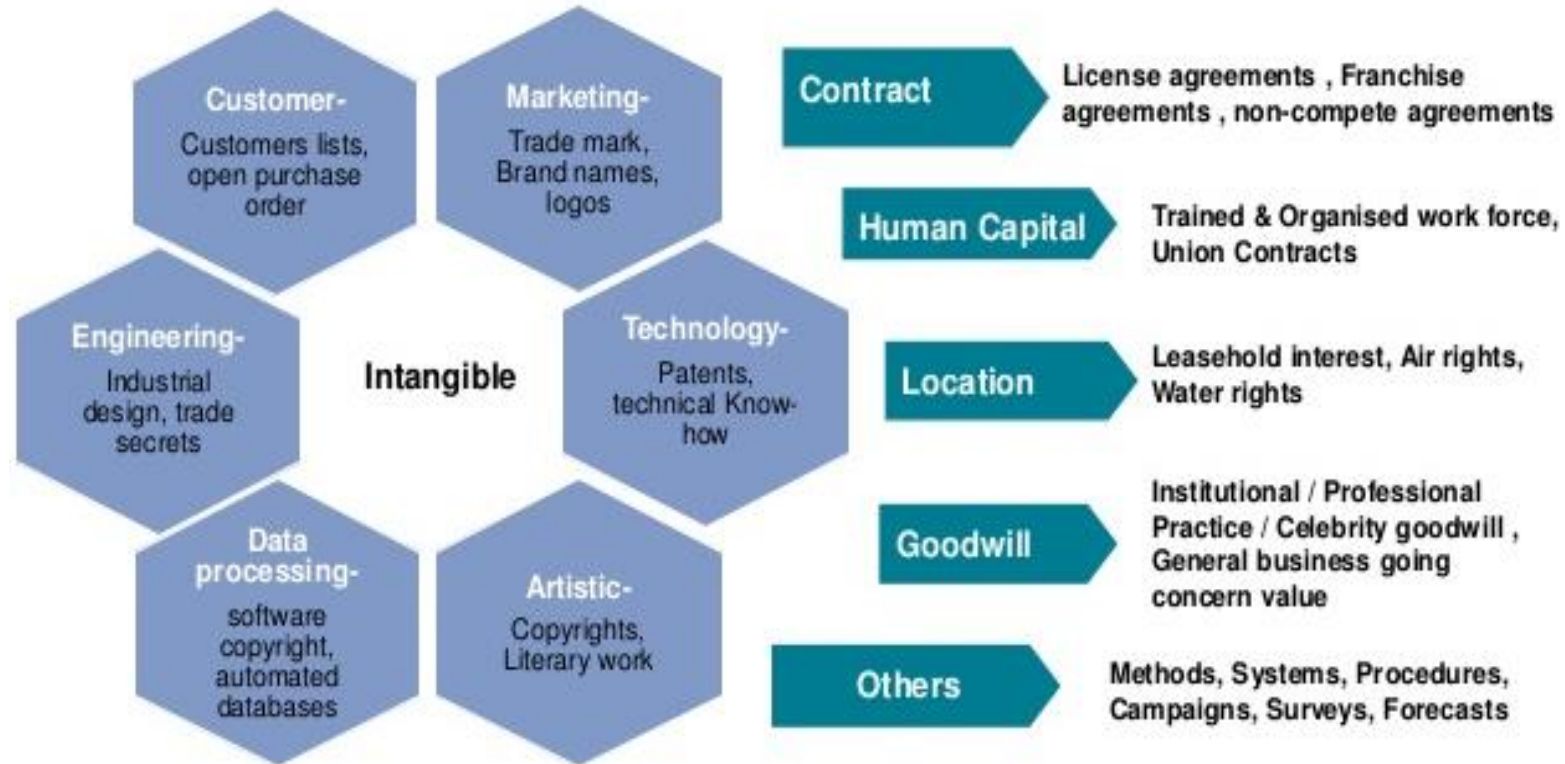 Customer-
Customers lists,
open purchase
order
Marketing-
Trade mark,
Brand names,
logos
Engineering-
Industrial
design, trade
secrets
Intangible
Technology-
Patents,
technical Know-
how
Data
processing-
software
copyright,
automated
databases
Artistic-
Copyrights,
Literary work
Contract
License agreements , Franchise
agreements , non-compete agreements
Human Capital
Trained & Organised work force,
Union Contracts
Location
Leasehold interest, Air rights,
Water rights
Goodwill
Institutional / Professional
Practice / Celebrity goodwill ,
General business going
concern value
Others
Methods, Systems, Procedures,
Campaigns, Surveys, Forecasts